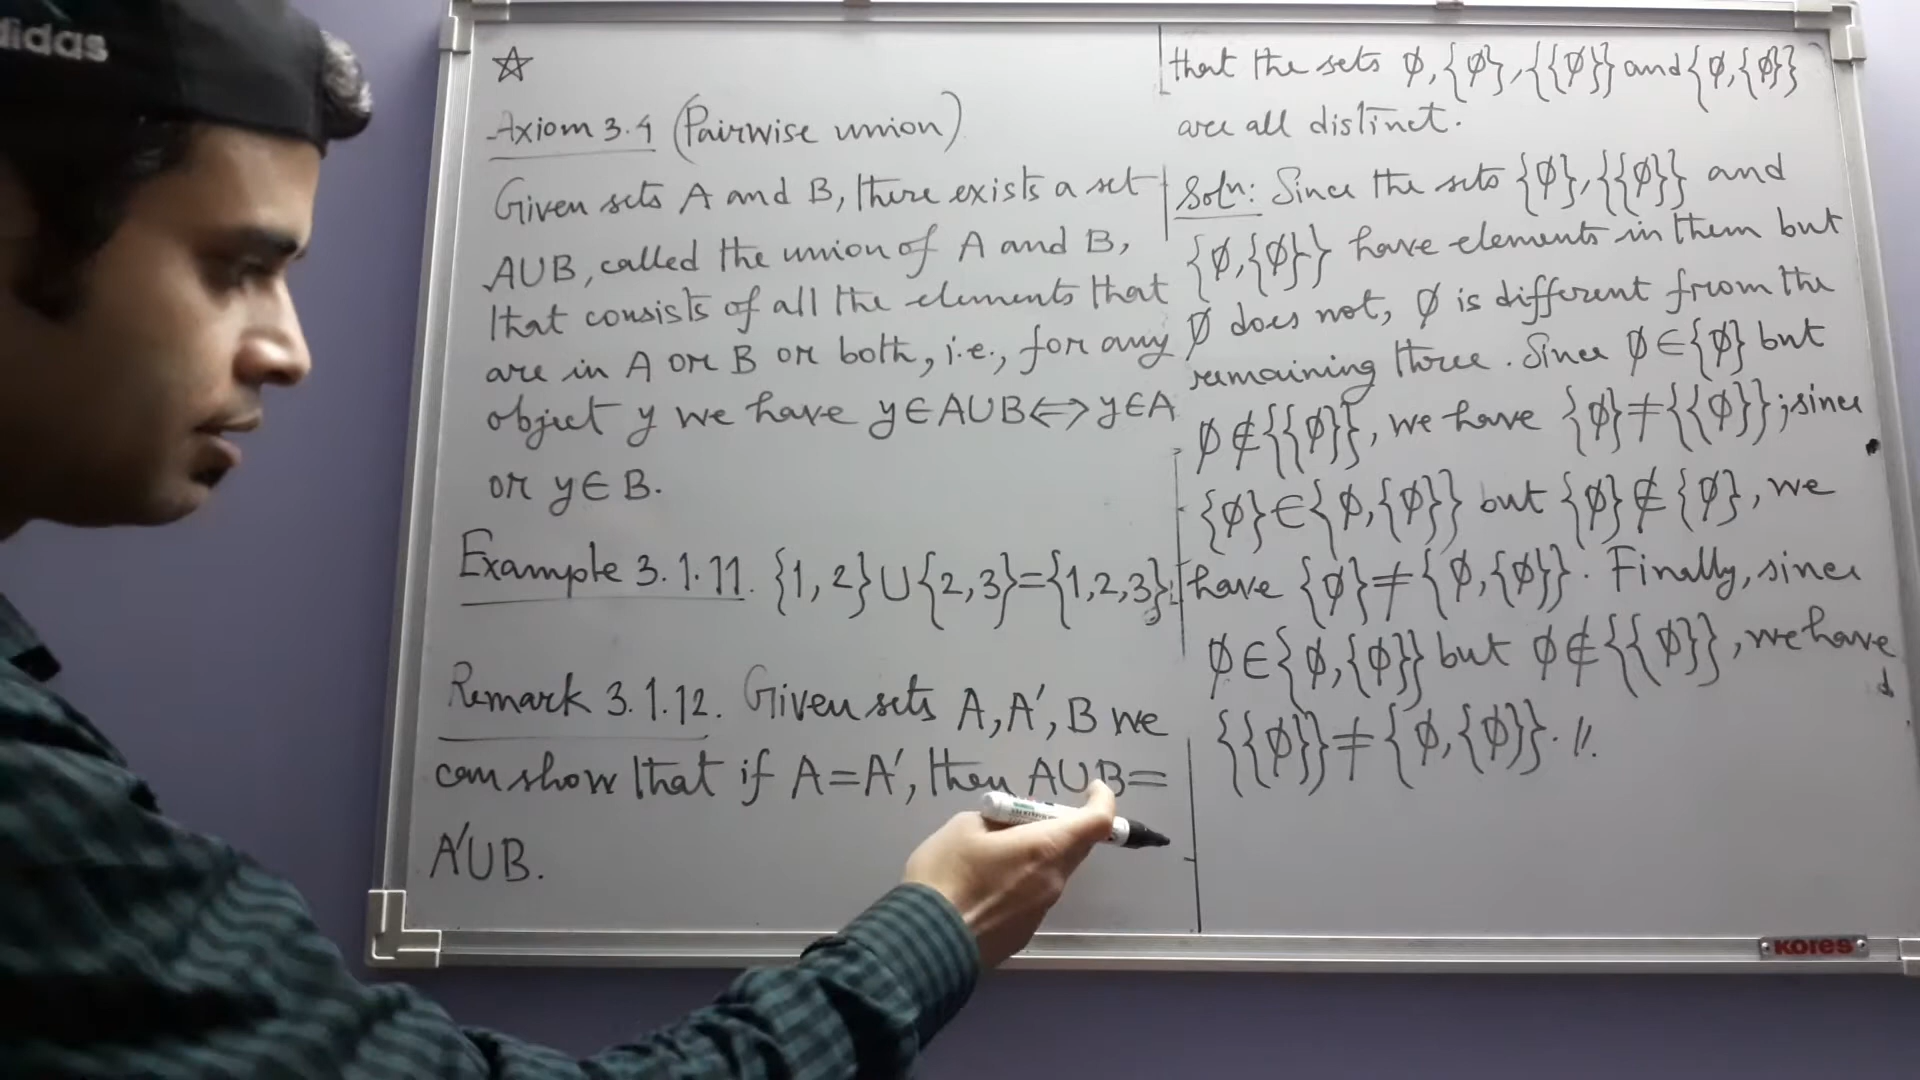 didas
☆
Axiom 3.4 (Pairwise union)
Given sets A and B, there exists a set
A∪B, called the union of A and B,
that consists of all the elements that
are in A or B or both, i.e., for any
object y we have y∈A∪B⟺y∈A
or y∈B.
Example 3.1.11. {1,2}∪{2,3}={1,2,3};
Remark 3.1.12. Given sets A,A′,B we
can show that if A=A′, then A∪B=
A′∪B.
that the sets ∅,{∅},{{∅}} and {∅,{∅}}
are all distinct.
Soln: Since the sets {∅},{{∅}} and
{∅,{∅}} have elements in them but
∅ does not, ∅ is different from the
remaining three. Since ∅∈{∅} but
∅∉{{∅}}, we have {∅}≠{{∅}}; since
{∅}∈{∅,{∅}} but {∅}∉{∅}, we
have {∅}≠{∅,{∅}}. Finally, since
∅∈{∅,{∅}} but ∅∉{{∅}}, we have
{{∅}}≠{∅,{∅}}. //.
KORES